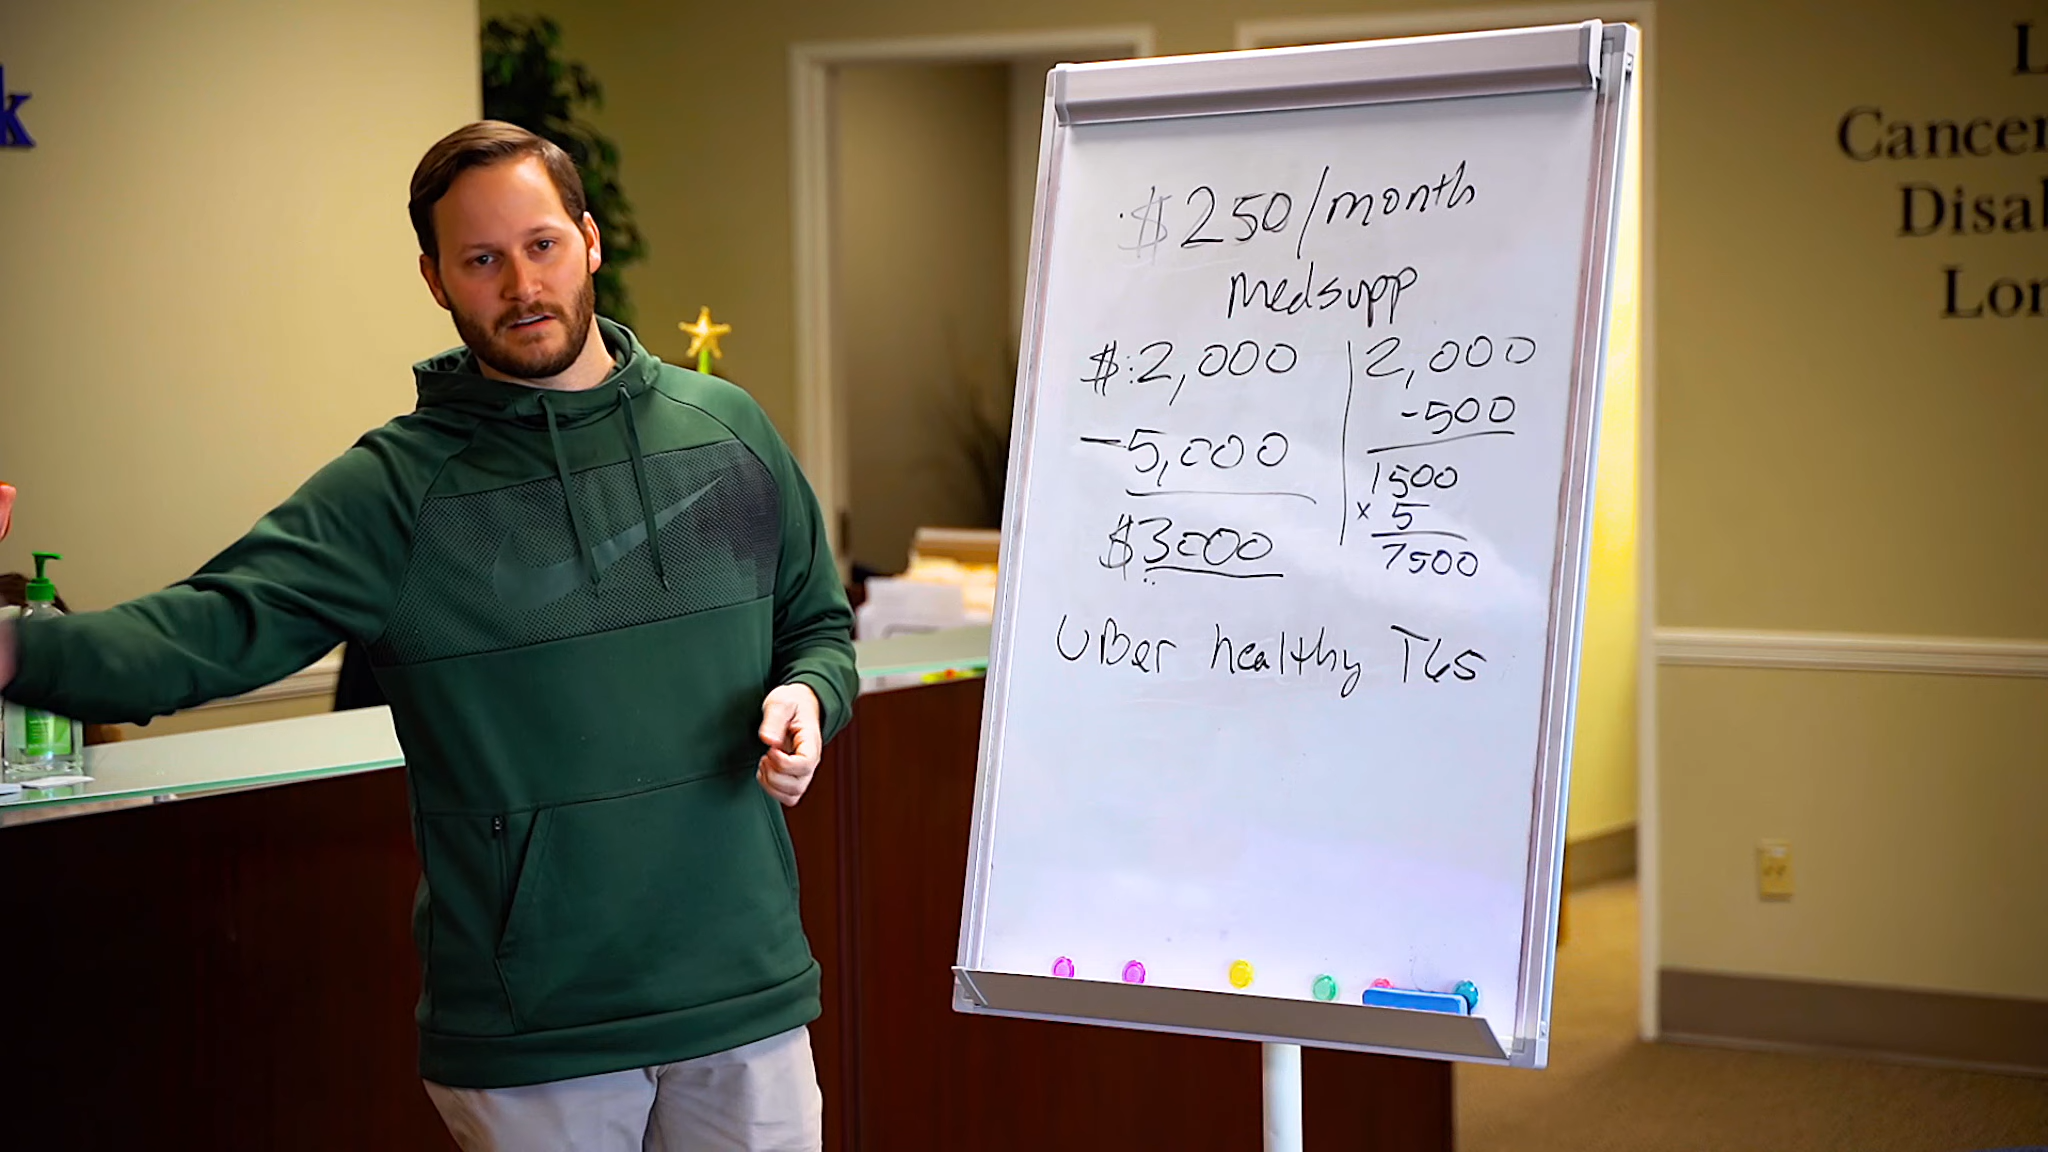 k
$250/month
medsupp
$:2,000
-5,000
$3000
2,000
-500
1500
x 5
7500
UBer healthy T65
L
Cancer
Disab
Lon